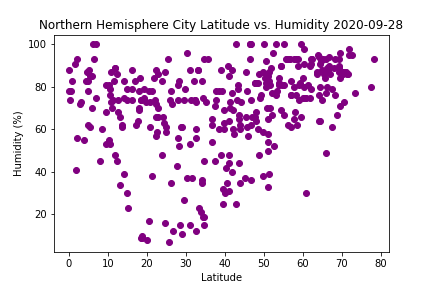 Northern Hemisphere City Latitude vs. Humidity 2020-09-28
100
80
60
40
20
Humidity (%)
0 10 20 30 40 50 60 70 80
Latitude